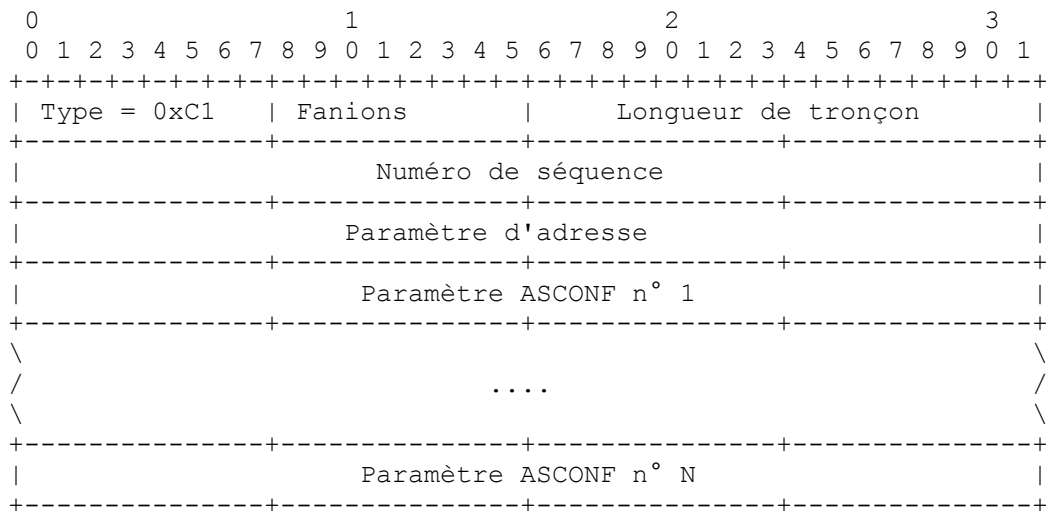 0                   1                   2                   3
0 1 2 3 4 5 6 7 8 9 0 1 2 3 4 5 6 7 8 9 0 1 2 3 4 5 6 7 8 9 0 1
+-+-+-+-+-+-+-+-+-+-+-+-+-+-+-+-+-+-+-+-+-+-+-+-+-+-+-+-+-+-+-+-+
| Type = 0xC1   | Fanions       |     Longueur de tronçon       |
+---------------+---------------+---------------+---------------+
|                      Numéro de séquence                       |
+---------------+---------------+---------------+---------------+
|                    Paramètre d'adresse                        |
+---------------+---------------+---------------+---------------+
|                     Paramètre ASCONF n° 1                     |
+---------------+---------------+---------------+---------------+
\                                                               \
/                             ....                              /
\                                                               \
+---------------+---------------+---------------+---------------+
|                     Paramètre ASCONF n° N                     |
+---------------+---------------+---------------+---------------+